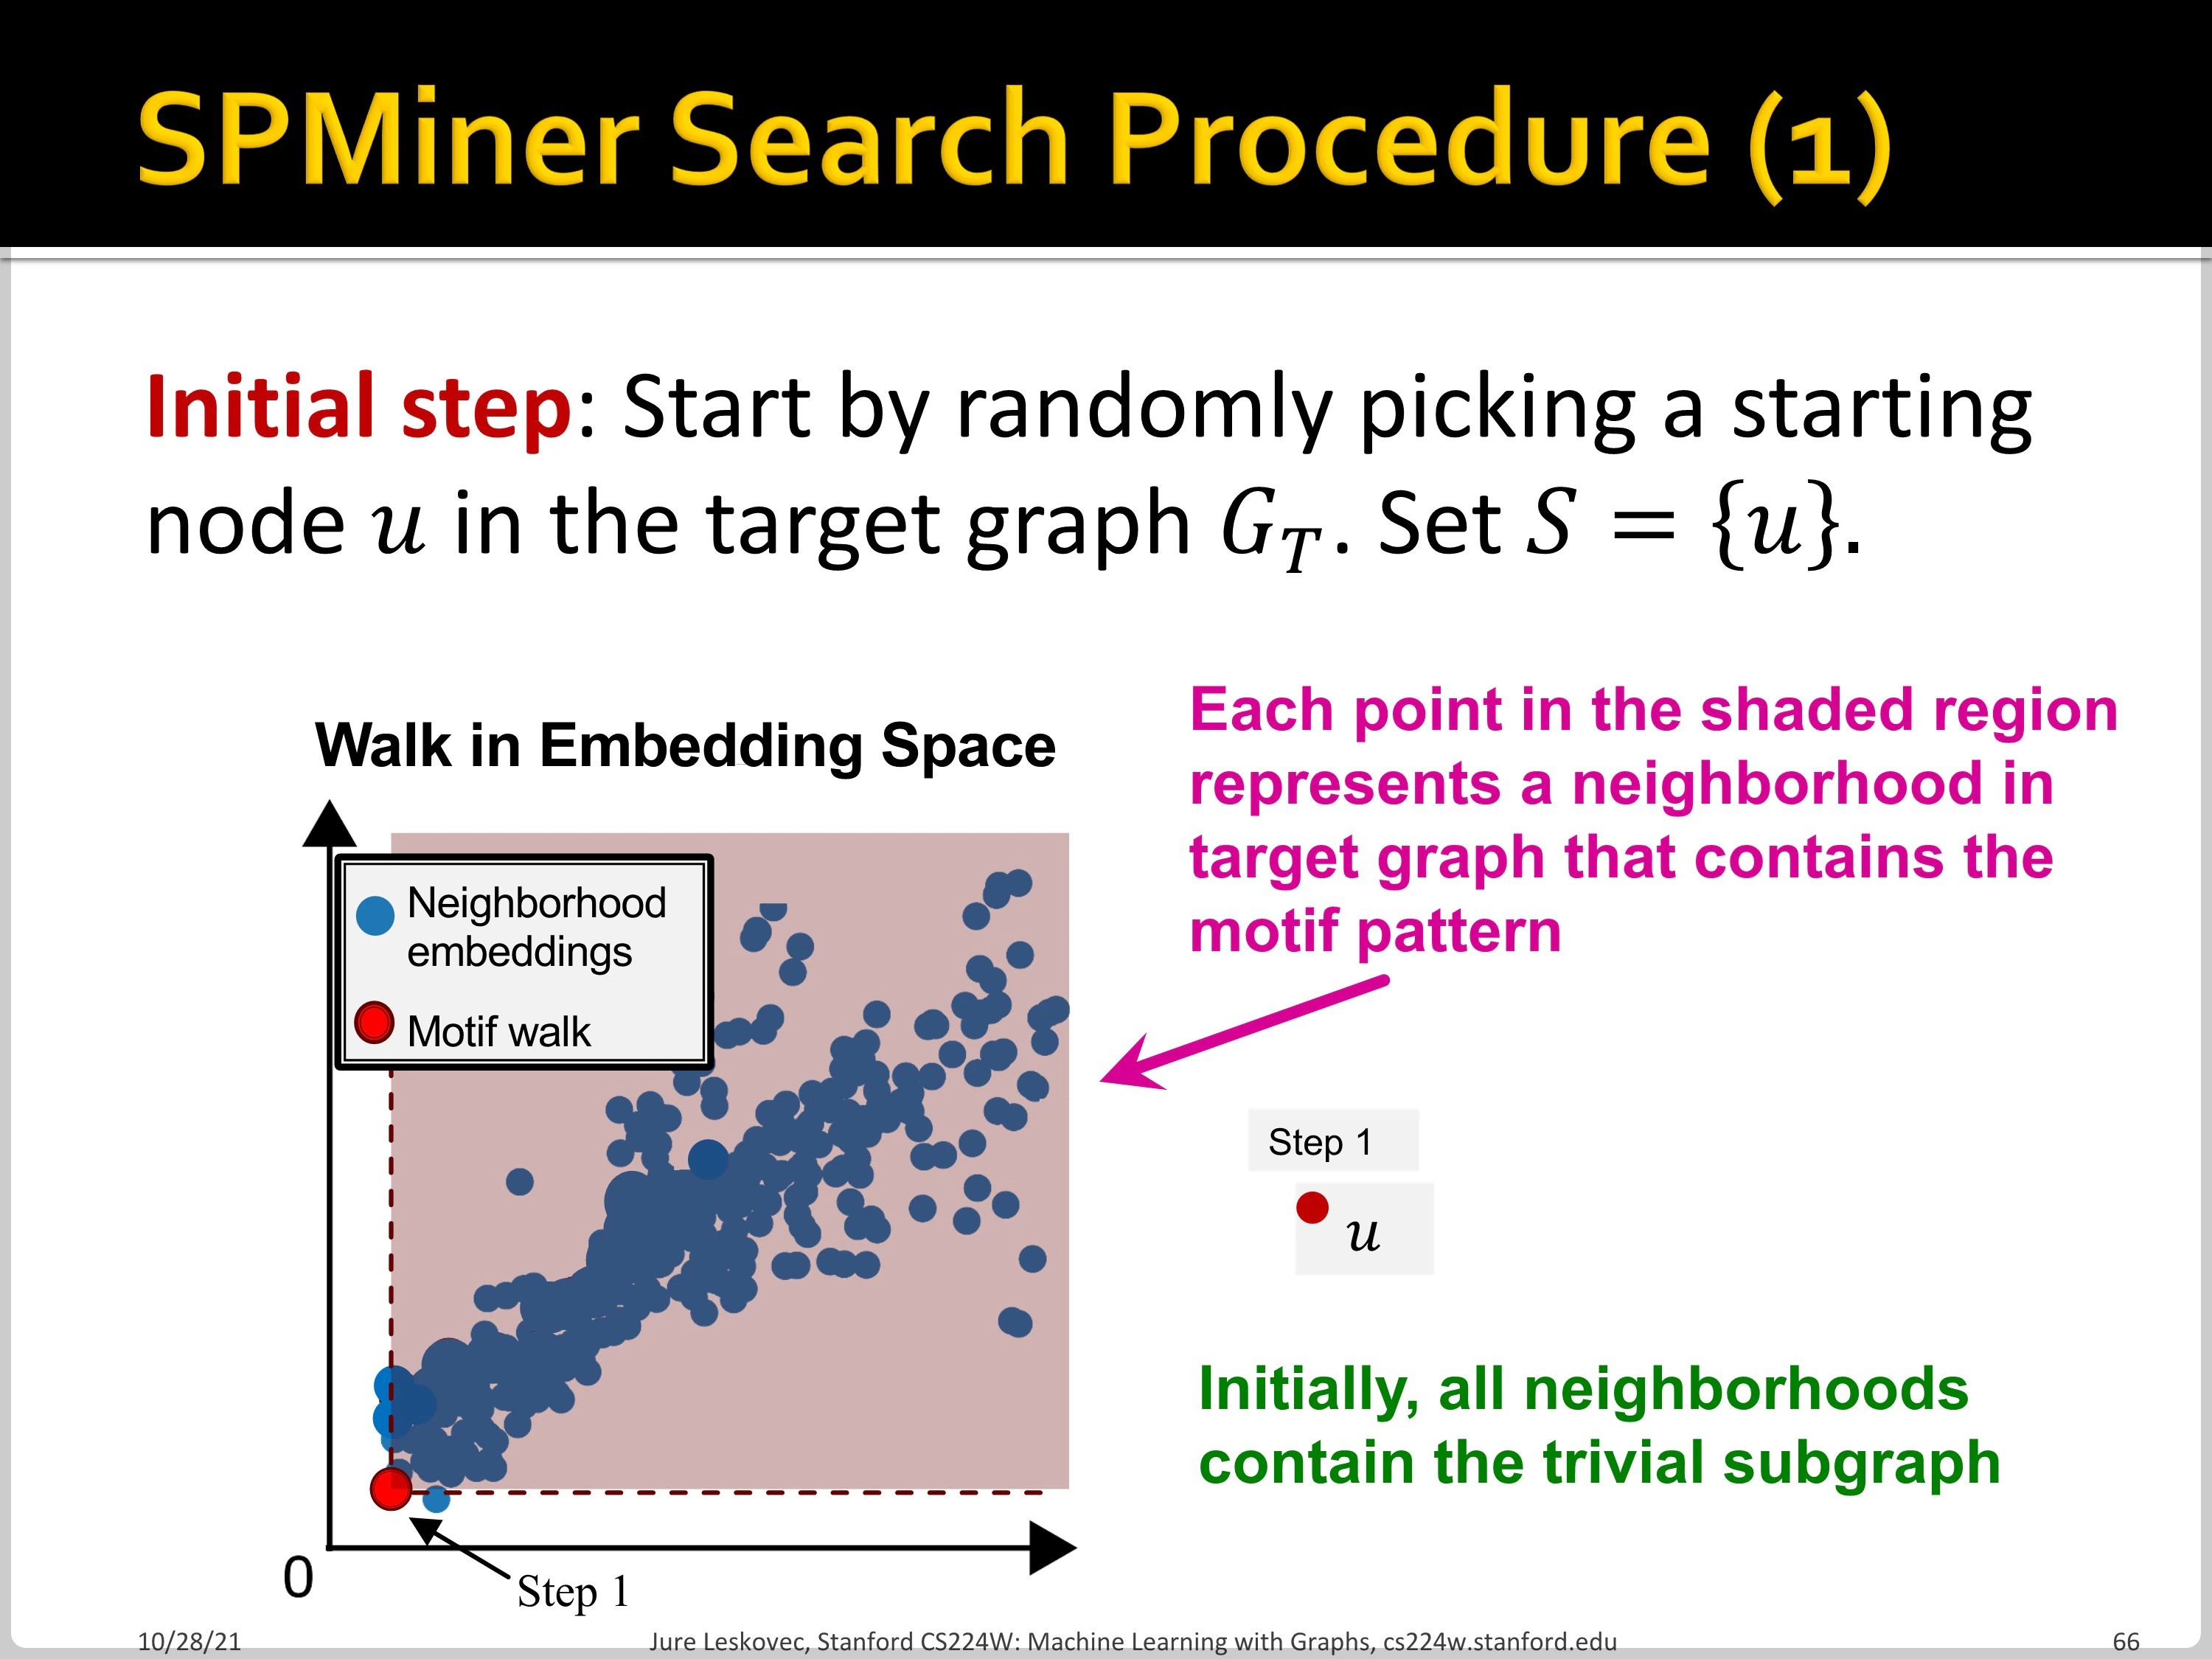 SPMiner Search Procedure (1)
Initial step: Start by randomly picking a starting
node u in the target graph G_T. Set S = {u}.
Walk in Embedding Space
Neighborhood
embeddings
Motif walk
0
Step 1
Each point in the shaded region
represents a neighborhood in
target graph that contains the
motif pattern
Step 1
u
Initially, all neighborhoods
contain the trivial subgraph
10/28/21
Jure Leskovec, Stanford CS224W: Machine Learning with Graphs, cs224w.stanford.edu
66